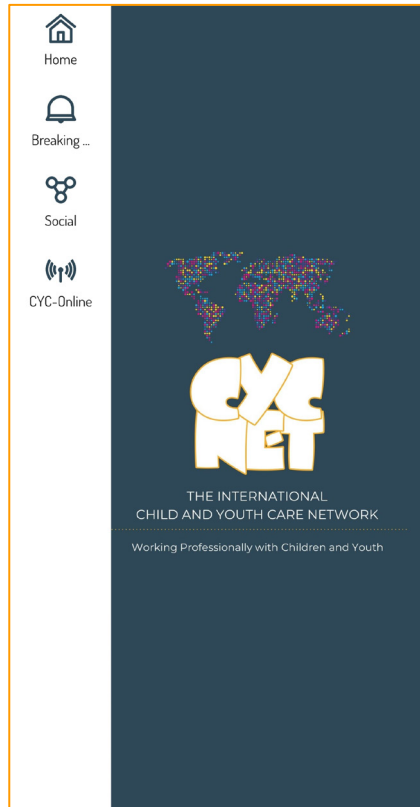 Home
Breaking ...
Social
CYC-Online
CYC
NET
THE INTERNATIONAL
CHILD AND YOUTH CARE NETWORK
Working Professionally with Children and Youth